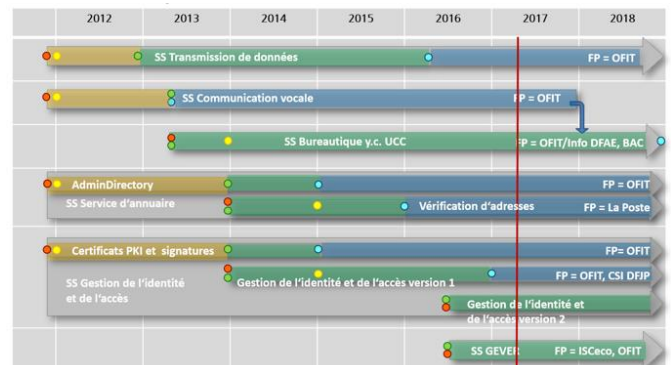 2012 2013 2014 2015 2016 2017 2018
SS Transmission de données FP = OFIT
SS Communication vocale FP = OFIT
SS Bureautique y.c. UCC FP = OFIT/Info DFAE, BAC
AdminDirectory FP = OFIT
SS Service d'annuaire Vérification d'adresses FP = La Poste
Certificats PKI et signatures FP= OFIT
SS Gestion de l'identité
et de l'accès
Gestion de l'identité et de l'accès version 1 FP = OFIT, CSI DFJP
Gestion de l'identité et
de l'accès version 2
SS GEVER FP = ISCeco, OFIT